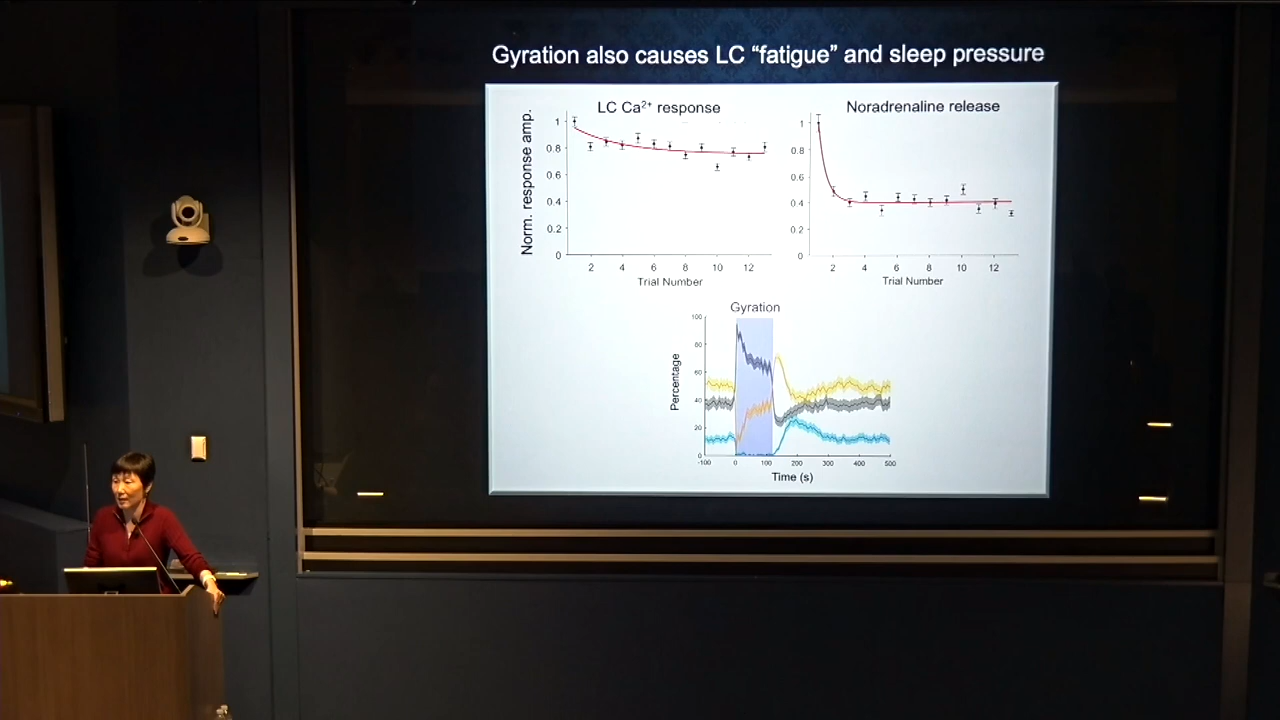 Gyration also causes LC “fatigue” and sleep pressure
LC Ca²⁺ response
Norm. response amp.
1
0.8
0.6
0.4
0.2
0
2 4 6 8 10 12
Trial Number
Noradrenaline release
1
0.8
0.6
0.4
0.2
0
2 4 6 8 10 12
Trial Number
Gyration
Percentage
100
80
60
40
20
0
-100 0 100 200 300 400 500
Time (s)